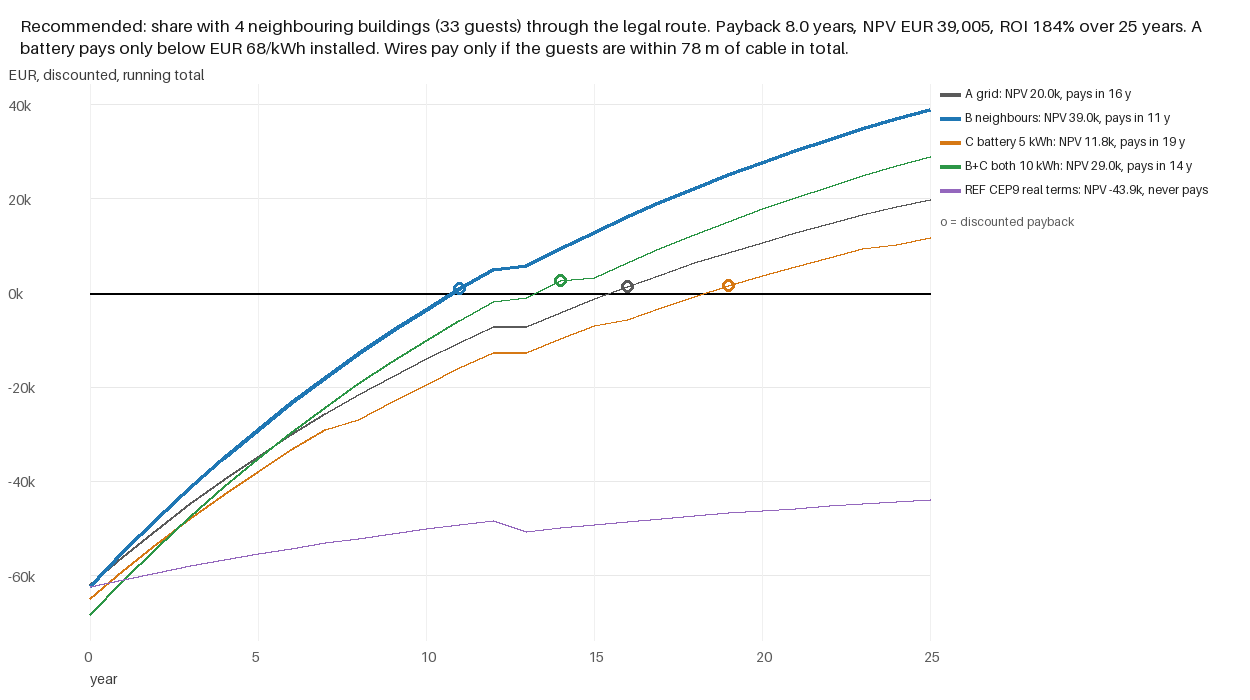 Recommended: share with 4 neighbouring buildings (33 guests) through the legal route. Payback 8.0 years, NPV EUR 39,005, ROI 184% over 25 years. A
battery pays only below EUR 68/kWh installed. Wires pay only if the guests are within 78 m of cable in total.
EUR, discounted, running total
40k
20k
0k
-20k
-40k
-60k
0
5
10
15
20
25
year
A grid: NPV 20.0k, pays in 16 y
B neighbours: NPV 39.0k, pays in 11 y
C battery 5 kWh: NPV 11.8k, pays in 19 y
B+C both 10 kWh: NPV 29.0k, pays in 14 y
REF CEP9 real terms: NPV -43.9k, never pays
o = discounted payback